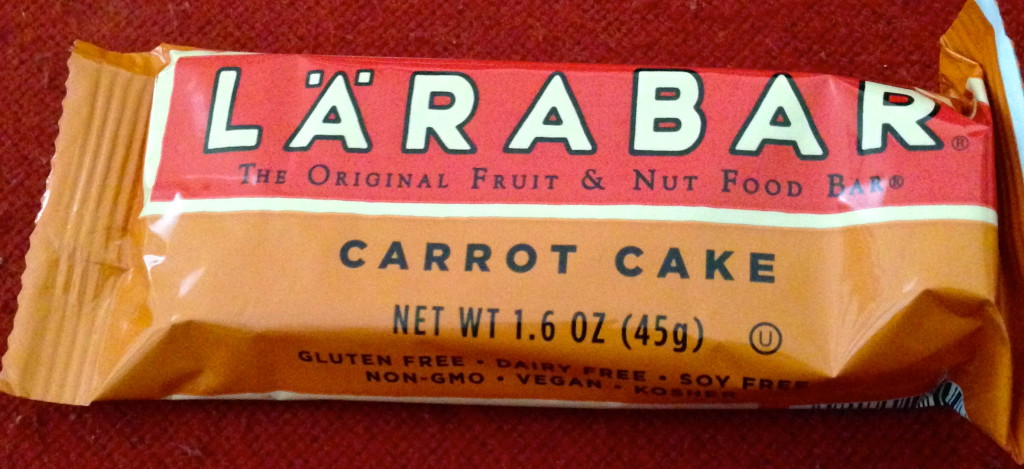 LÄRABAR®
THE ORIGINAL FRUIT & NUT FOOD BAR®
CARROT CAKE
NET WT 1.6 OZ (45g) U
GLUTEN FREE • DAIRY FREE • SOY FREE
NON-GMO • VEGAN • KOSHER